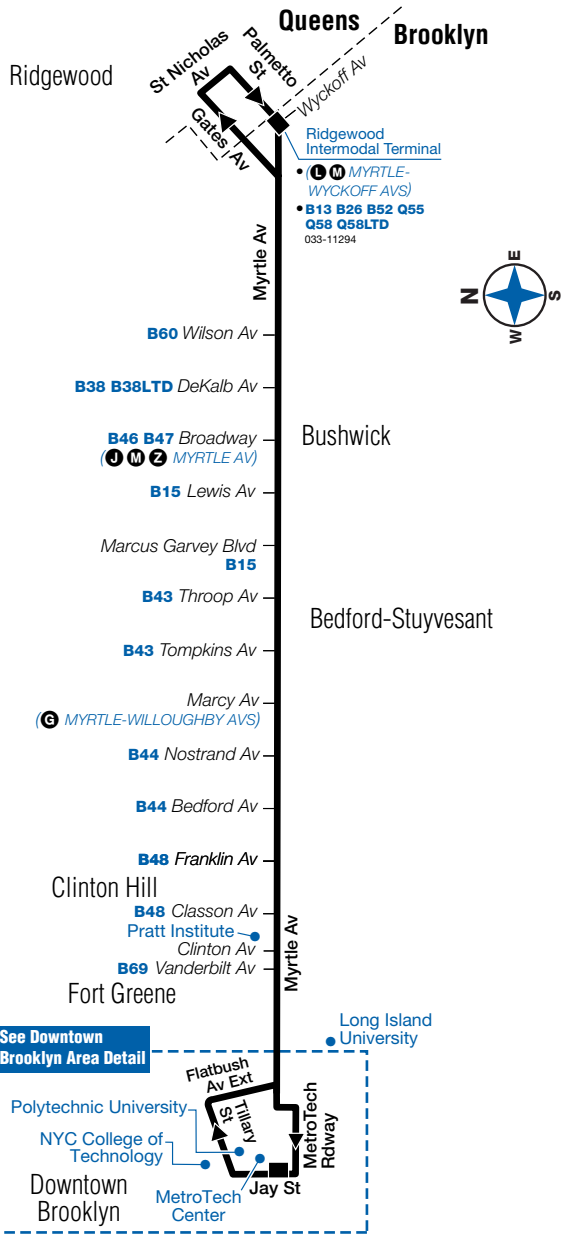 Queens
Brooklyn
Ridgewood
St Nicholas
Av
Palmetto
St
Wyckoff Av
Gates Av
Ridgewood
Intermodal Terminal
• (L M MYRTLE-
WYCKOFF AVS)
• B13 B26 B52 Q55
Q58 Q58LTD
033-11294
Myrtle Av
N
E
S
W
B60 Wilson Av
B38 B38LTD DeKalb Av
B46 B47 Broadway
(J M Z MYRTLE AV)
Bushwick
B15 Lewis Av
Marcus Garvey Blvd
B15
B43 Throop Av
Bedford-Stuyvesant
B43 Tompkins Av
Marcy Av
(G MYRTLE-WILLOUGHBY AVS)
B44 Nostrand Av
B44 Bedford Av
B48 Franklin Av
Clinton Hill
B48 Classon Av
Pratt Institute
Clinton Av
B69 Vanderbilt Av
Myrtle Av
Fort Greene
Long Island
University
See Downtown
Brooklyn Area Detail
Flatbush
Av Ext
Tillary
St
MetroTech
Rdway
Polytechnic University
NYC College of
Technology
MetroTech
Center
Jay St
Downtown
Brooklyn